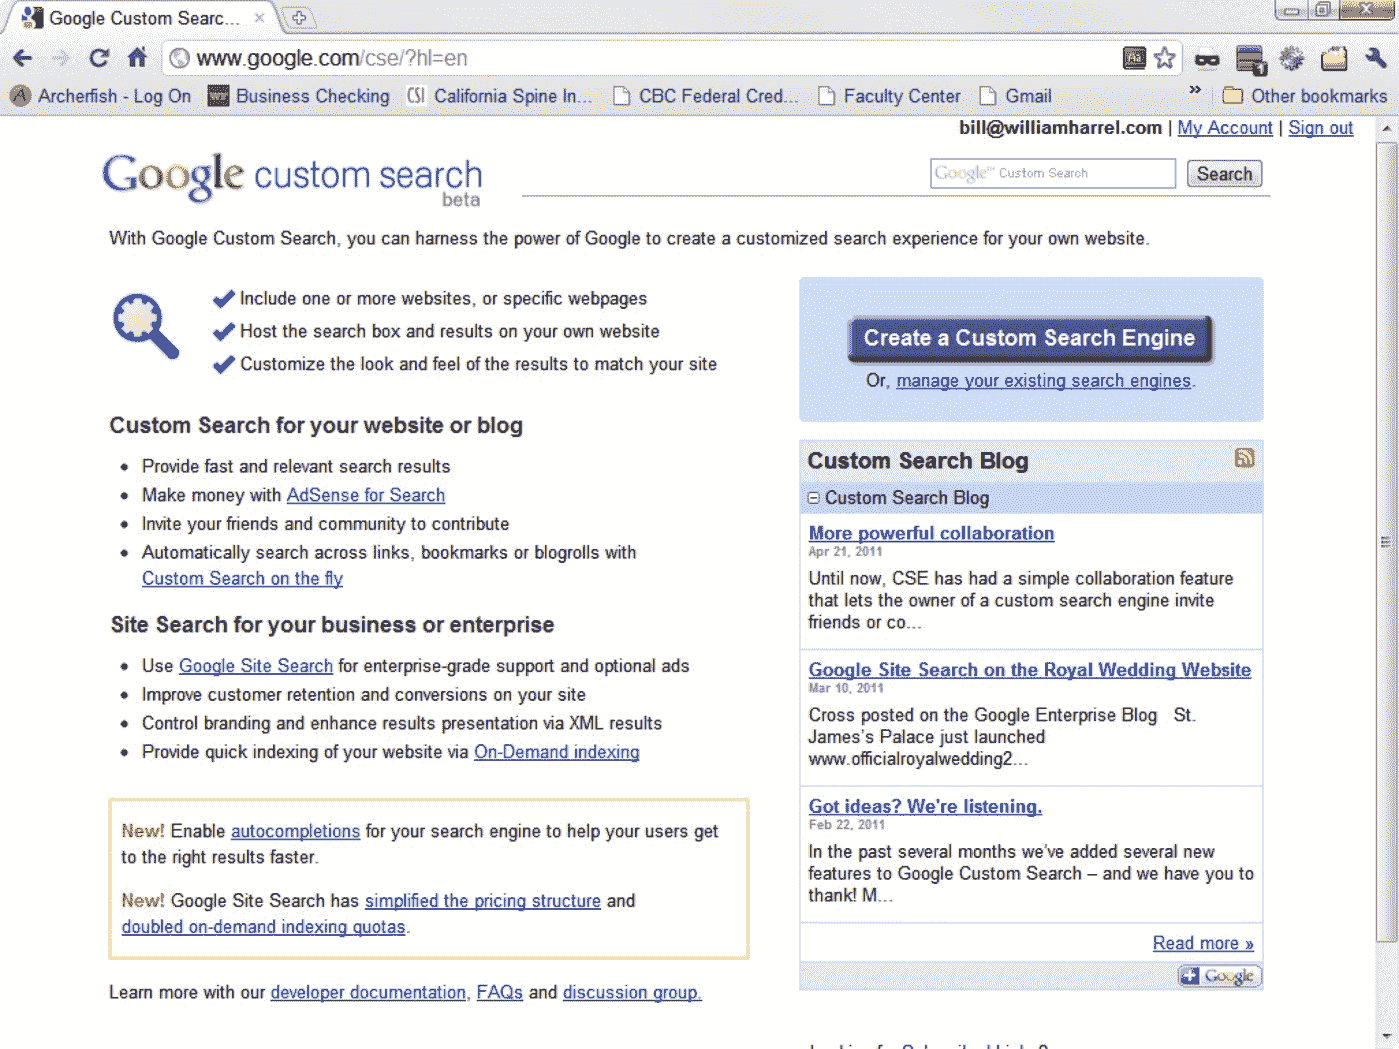 Google Custom Searc...
www.google.com/cse/?hl=en
Archerfish - Log On Business Checking CSI California Spine In... CBC Federal Cred... Faculty Center Gmail » Other bookmarks
bill@williamharrel.com | My Account | Sign out
Google custom search
beta
Google™ Custom Search Search
With Google Custom Search, you can harness the power of Google to create a customized search experience for your own website.
Include one or more websites, or specific webpages
Host the search box and results on your own website
Customize the look and feel of the results to match your site
Custom Search for your website or blog
Provide fast and relevant search results
Make money with AdSense for Search
Invite your friends and community to contribute
Automatically search across links, bookmarks or blogrolls with
Custom Search on the fly
Site Search for your business or enterprise
Use Google Site Search for enterprise-grade support and optional ads
Improve customer retention and conversions on your site
Control branding and enhance results presentation via XML results
Provide quick indexing of your website via On-Demand indexing
New! Enable autocompletions for your search engine to help your users get
to the right results faster.
New! Google Site Search has simplified the pricing structure and
doubled on-demand indexing quotas.
Learn more with our developer documentation, FAQs and discussion group.
Create a Custom Search Engine
Or, manage your existing search engines.
Custom Search Blog
Custom Search Blog
More powerful collaboration
Apr 21, 2011
Until now, CSE has had a simple collaboration feature
that lets the owner of a custom search engine invite
friends or co...
Google Site Search on the Royal Wedding Website
Mar 10, 2011
Cross posted on the Google Enterprise Blog St.
James's Palace just launched
www.officialroyalwedding2...
Got ideas? We're listening.
Feb 22, 2011
In the past several months we've added several new
features to Google Custom Search – and we have you to
thank! M...
Read more »
Google